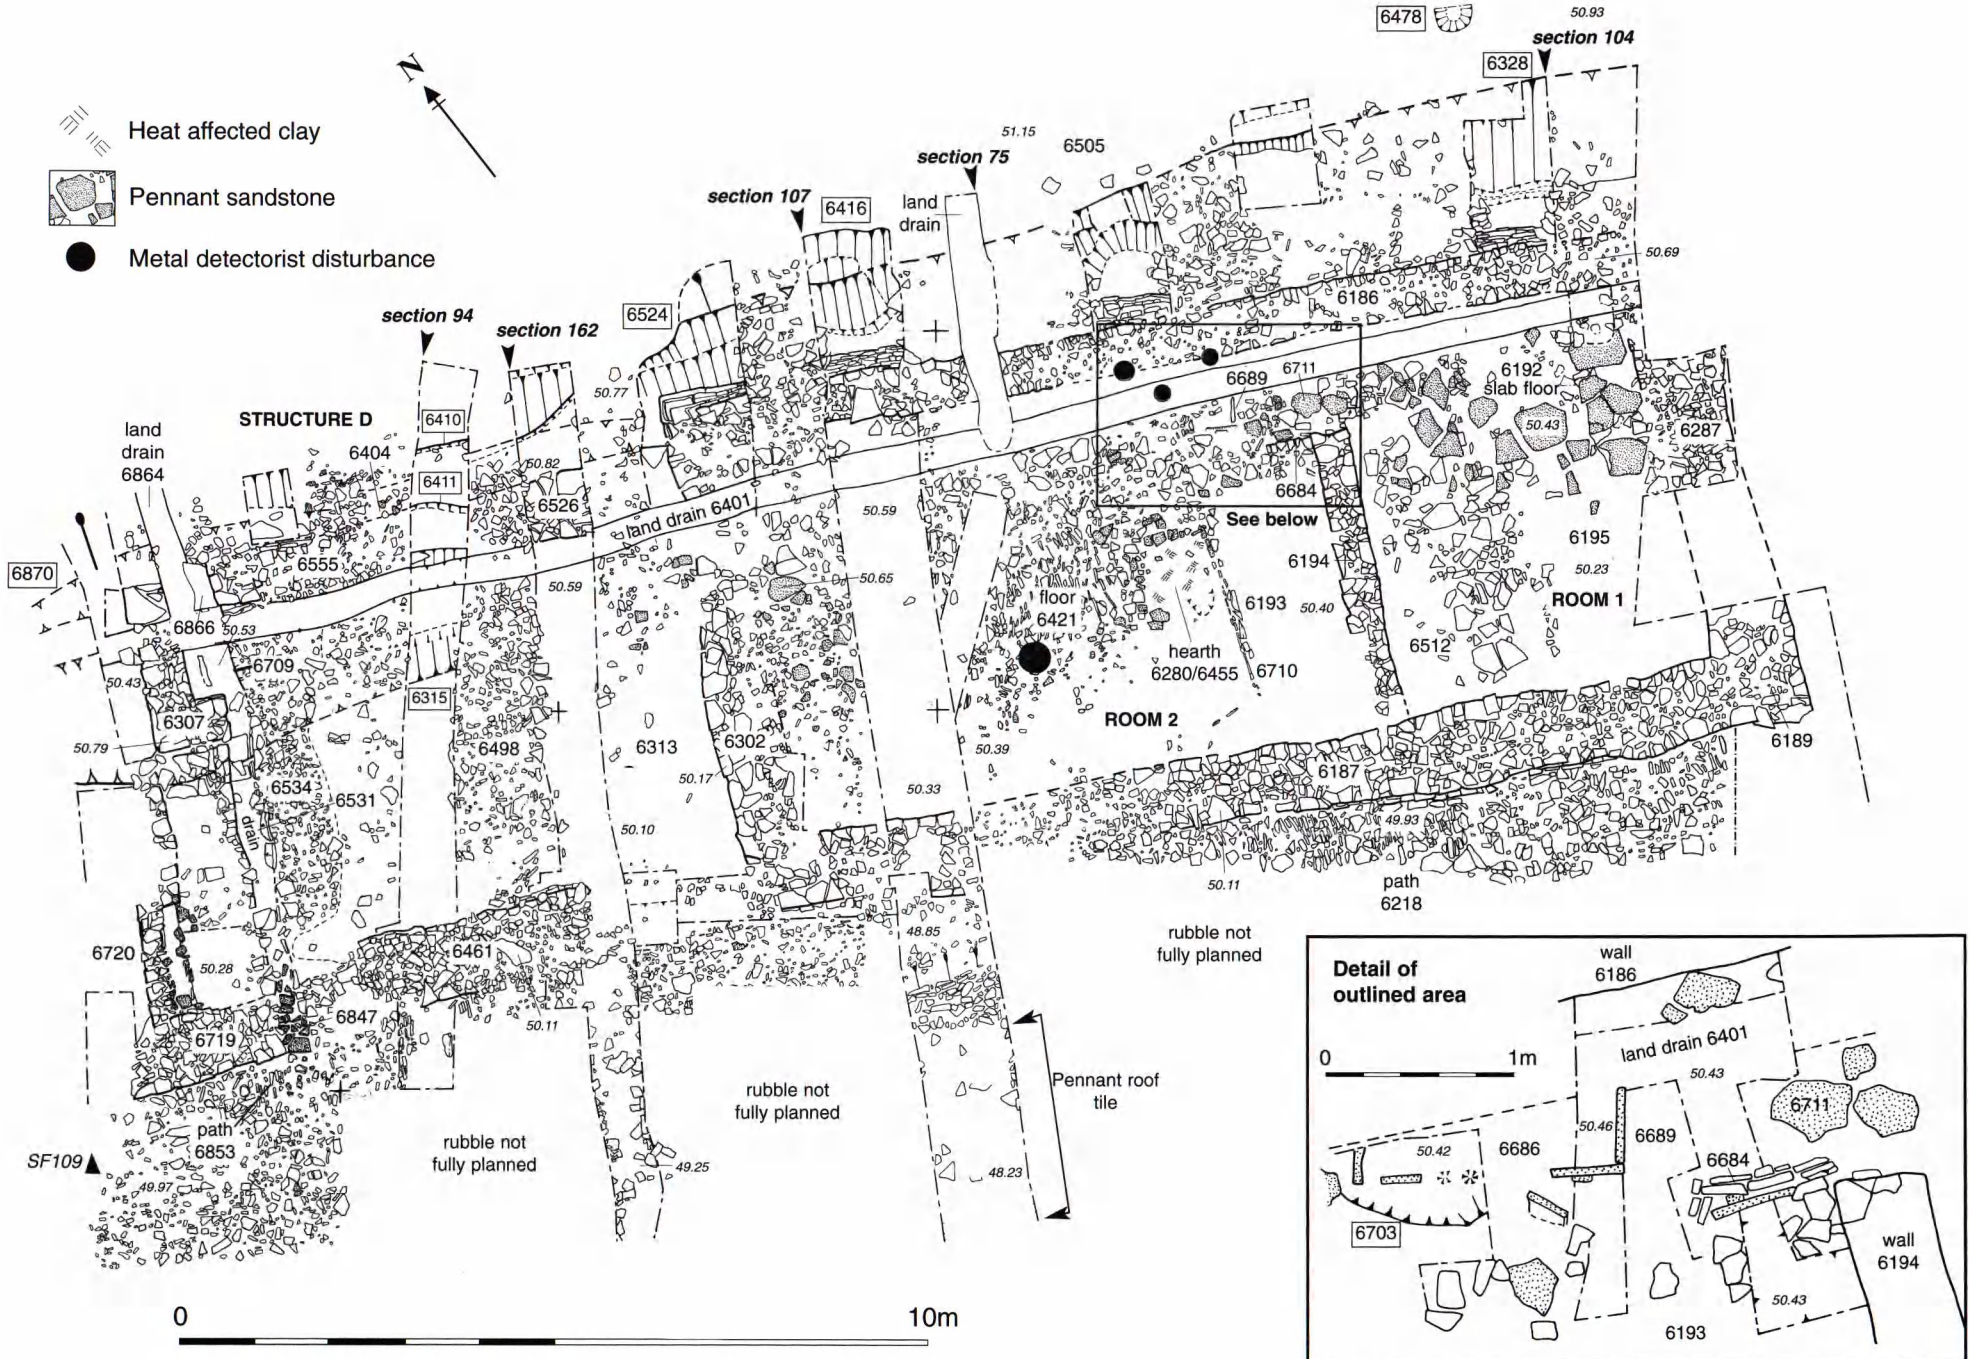 6478
50.93
section 104
6328
N
Heat affected clay
Pennant sandstone
Metal detectorist disturbance
51.15
6505
section 75
section 107
6416
land
drain
50.69
6186
6524
section 94
section 162
50.77
6689
6711
6192
slab floor
50.43
6287
STRUCTURE D
6410
6404
land
drain
6864
6411
50.82
6526
land drain 6401
50.59
6684
See below
6194
6195
50.23
ROOM 1
6555
6870
50.59
50.65
floor
6421
6193
50.40
6866
50.53
6709
50.43
6315
hearth
6280/6455
6710
6512
6307
50.79
6498
6313
6302
50.17
50.39
ROOM 2
6189
6187
6534
6531
drain
50.33
50.10
49.93
50.11
path
6218
6720
50.28
6461
48.85
rubble not
fully planned
6847
6719
50.11
path
6853
SF109
49.97
rubble not
fully planned
49.25
rubble not
fully planned
Pennant roof
tile
48.23
0 10m
Detail of
outlined area
wall
6186
land drain 6401
50.43
0 1m
6711
50.46
6689
50.42
6686
6684
6703
wall
6194
50.43
6193